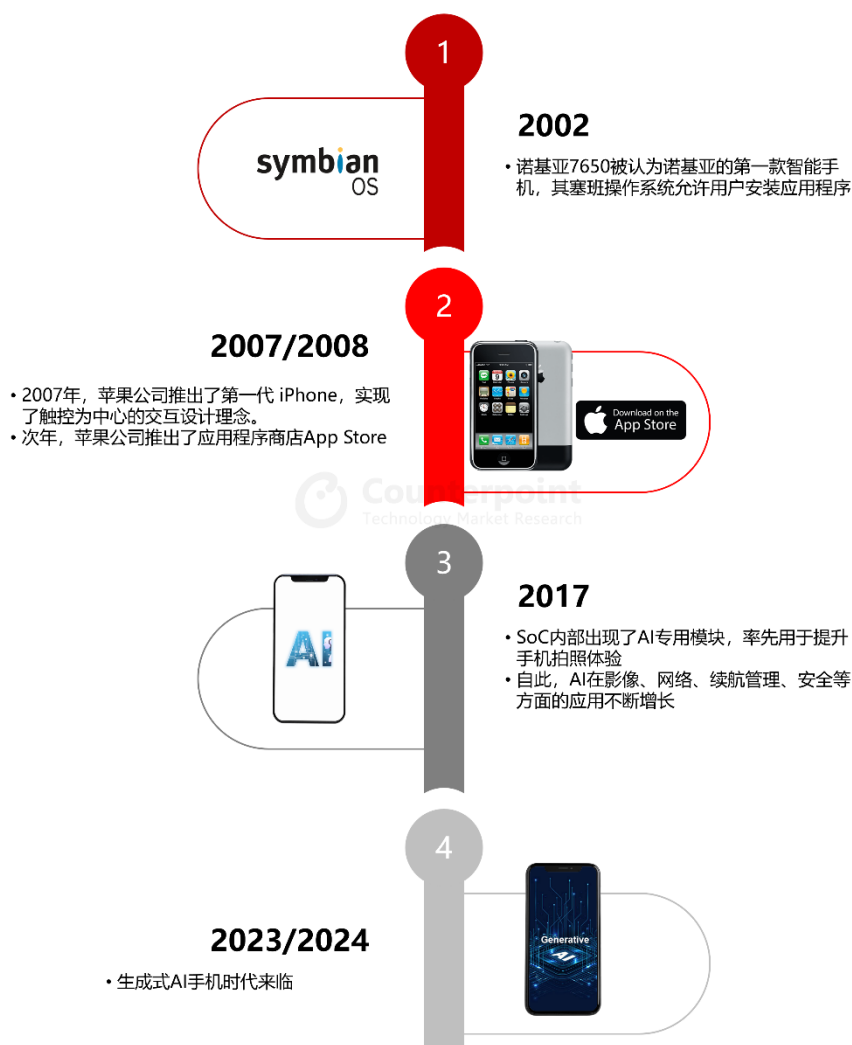 1
symbian
OS
2002
• 诺基亚7650被认为诺基亚的第一款智能手
机，其塞班操作系统允许用户安装应用程序
2
2007/2008
• 2007年，苹果公司推出了第一代 iPhone，实现
了触控为中心的交互设计理念。
• 次年，苹果公司推出了应用程序商店App Store
Download on the
App Store
Counterpoint
Technology Market Research
3
AI
2017
• SoC内部出现了AI专用模块，率先用于提升
手机拍照体验
• 自此，AI在影像、网络、续航管理、安全等
方面的应用不断增长
4
Generative
AI
2023/2024
• 生成式AI手机时代来临